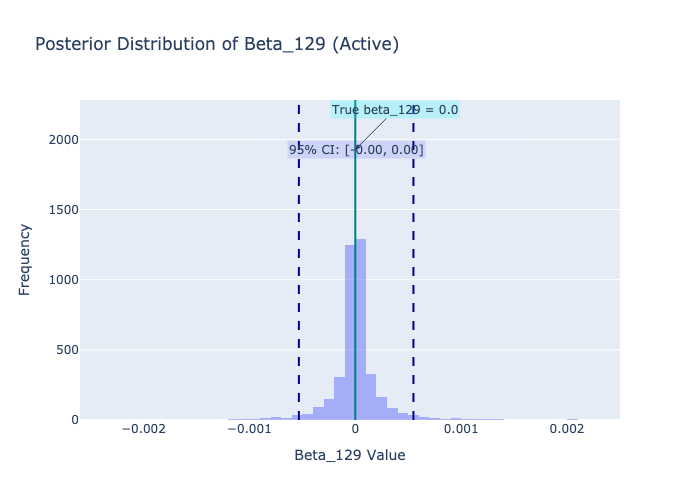 Posterior Distribution of Beta_129 (Active)
True beta_129 = 0.0
95% CI: [-0.00, 0.00]
2000
1500
1000
500
0
Frequency
−0.002
−0.001
0
0.001
0.002
Beta_129 Value